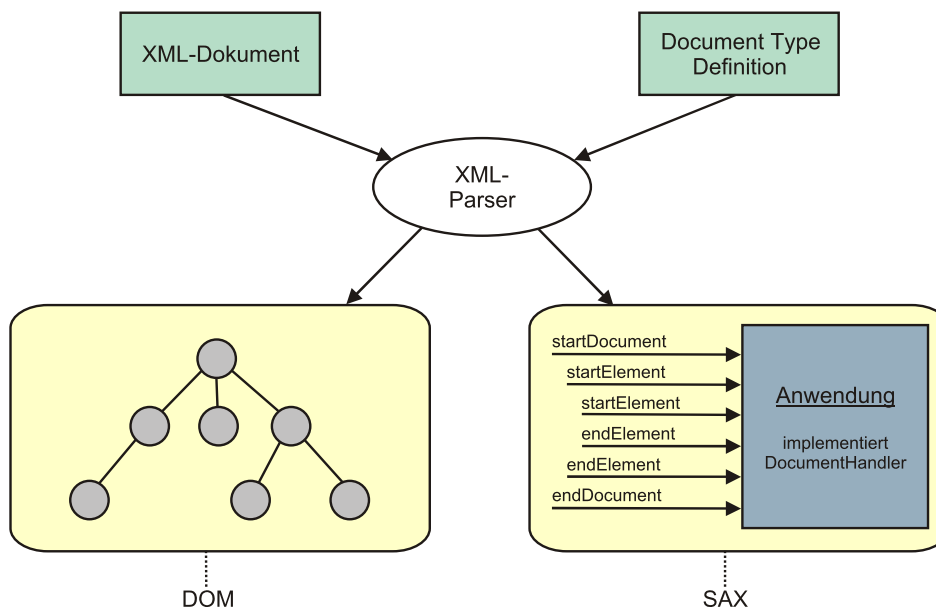 XML-Dokument
Document Type
Definition
XML-
Parser
startDocument
startElement
startElement
endElement
endElement
endDocument
Anwendung
implementiert
DocumentHandler
DOM
SAX